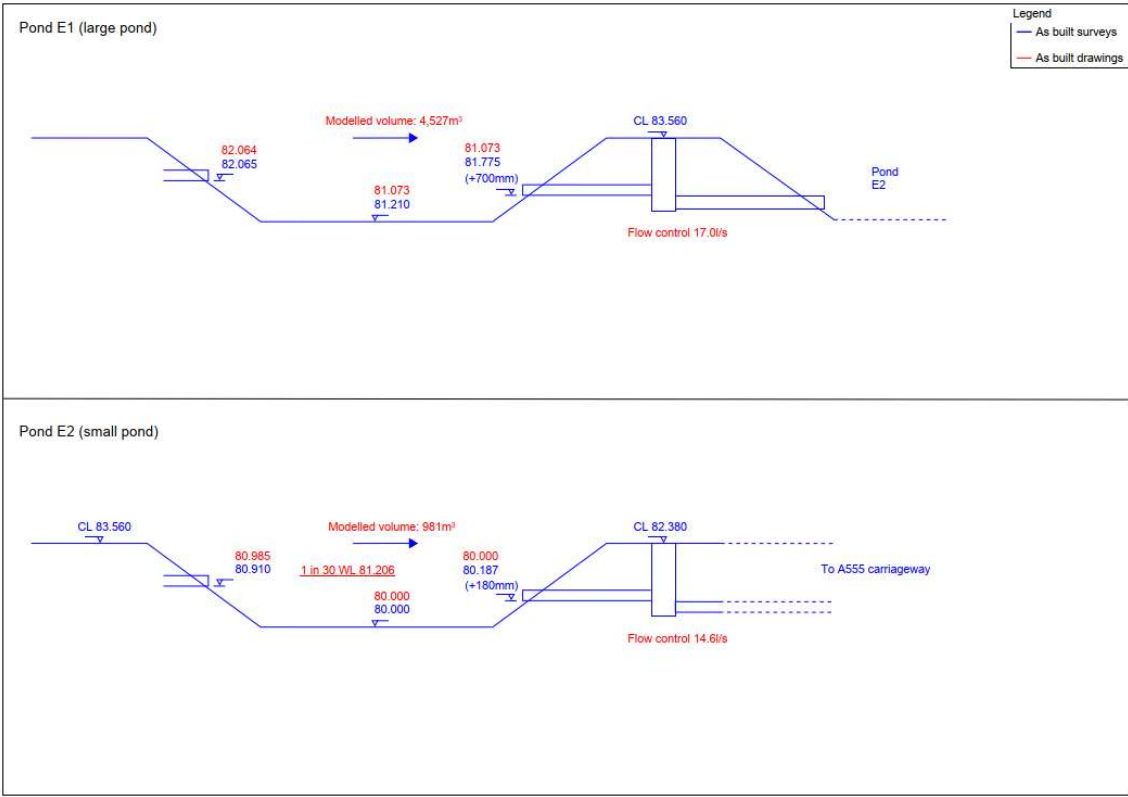 Legend
As built surveys
As built drawings
Pond E1 (large pond)
Modelled volume: 4,527m³
CL 83.560
82.064
82.065
81.073
81.775
(+700mm)
81.073
81.210
Pond
E2
Flow control 17.0l/s
Pond E2 (small pond)
CL 83.560
Modelled volume: 981m³
CL 82.380
80.985
80.910
1 in 30 WL 81.206
80.000
80.187
(+180mm)
80.000
80.000
To A555 carriageway
Flow control 14.6l/s